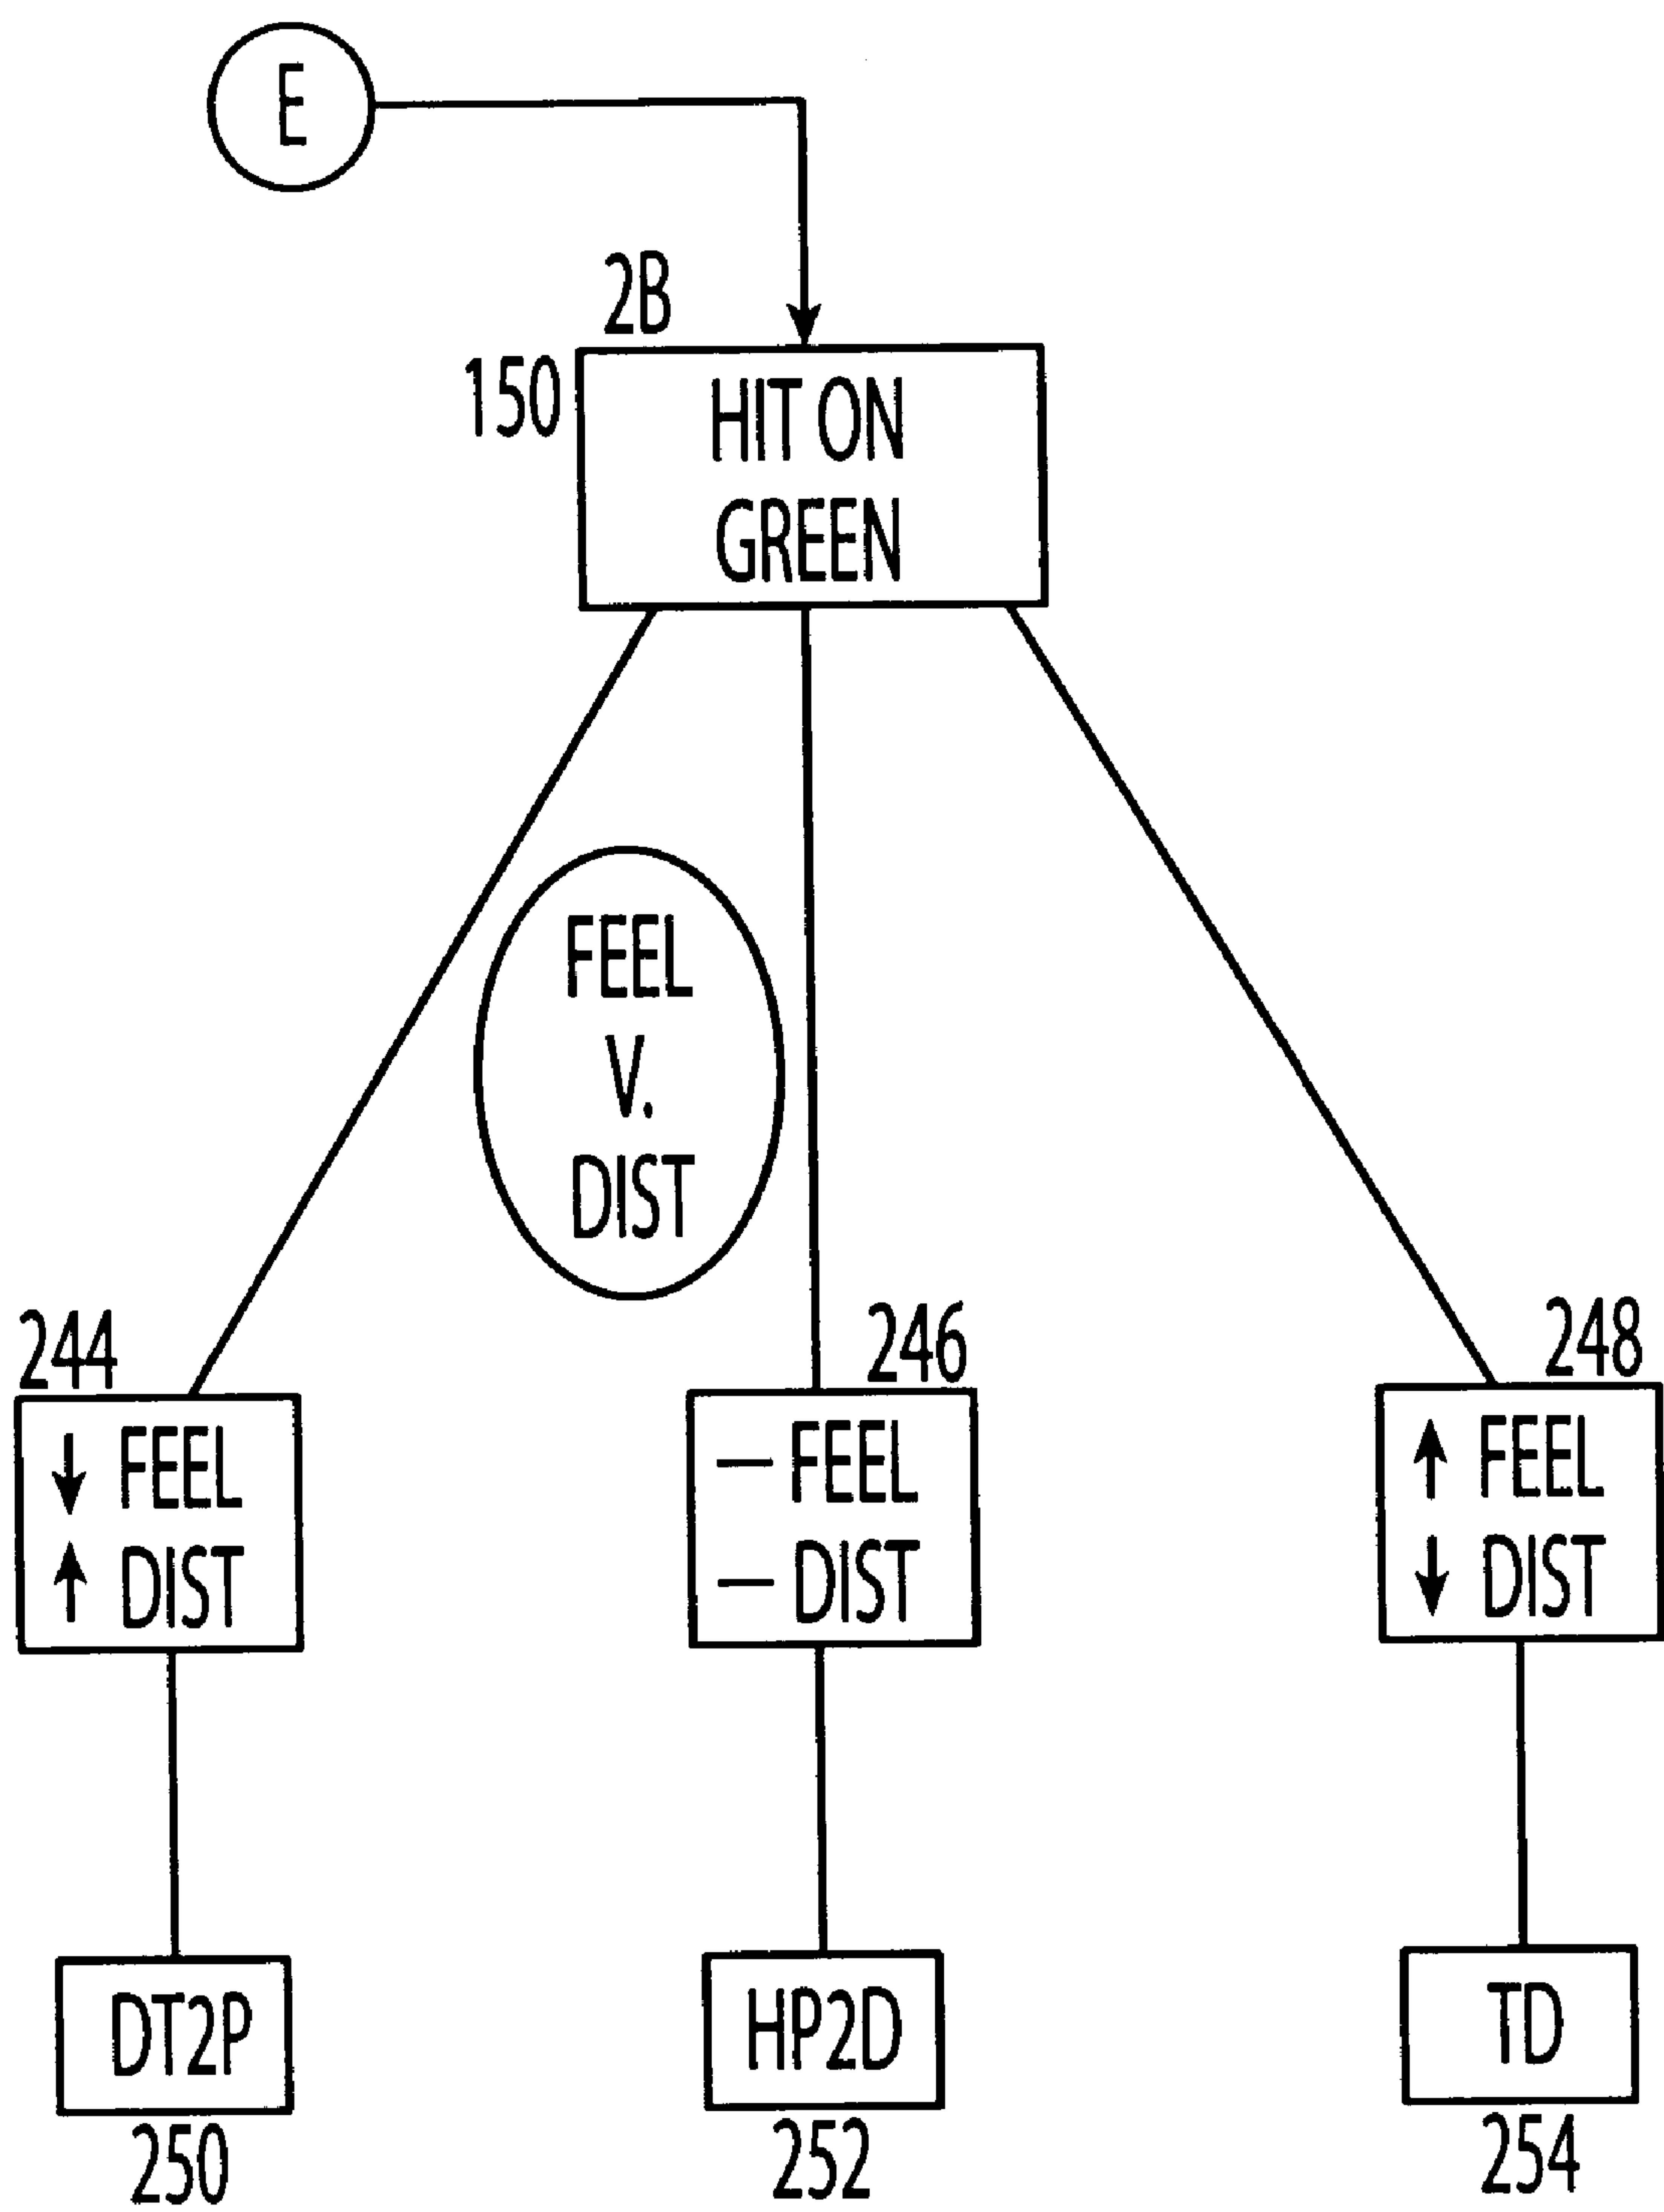 E
2B
150
HIT ON
GREEN
FEEL
V.
DIST
244
↓ FEEL
↑ DIST
246
— FEEL
— DIST
248
↑ FEEL
↓ DIST
DT2P
250
HP2D
252
TD
254